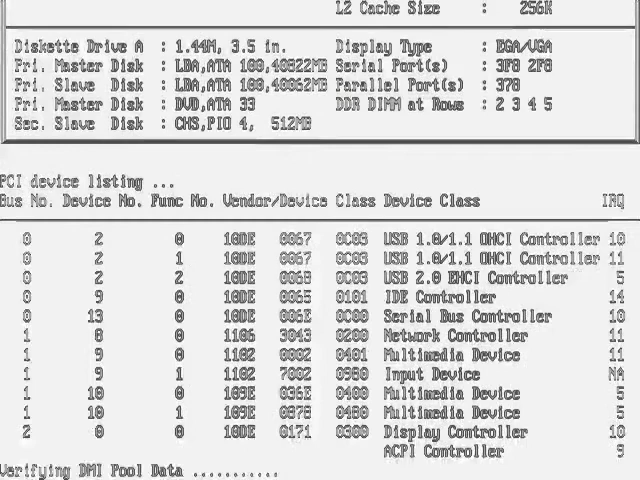 L2 Cache Size : 256K
Diskette Drive A : 1.44M, 3.5 in. Display Type : EGA/VGA
Pri. Master Disk : LBA,ATA 100,40822MB Serial Port(s) : 3F8 2F8
Pri. Slave Disk : LBA,ATA 100,40062MB Parallel Port(s) : 378
Pri. Master Disk : DVD,ATA 33 DDR DIMM at Rows : 2 3 4 5
Sec. Slave Disk : CHS,PIO 4, 512MB
PCI device listing ...
Bus No. Device No. Func No. Vendor/Device Class Device Class IRQ
0 2 0 10DE 0067 0C03 USB 1.0/1.1 OHCI Controller 10
0 2 1 10DE 0067 0C03 USB 1.0/1.1 OHCI Controller 11
0 2 2 10DE 0068 0C03 USB 2.0 EHCI Controller 5
0 9 0 10DE 0065 0101 IDE Controller 14
0 13 0 10DE 006E 0C00 Serial Bus Controller 10
1 8 0 1106 3043 0200 Network Controller 11
1 9 0 1102 0002 0401 Multimedia Device 11
1 9 1 1102 7002 0980 Input Device NA
1 10 0 109E 036E 0400 Multimedia Device 5
1 10 1 109E 0878 0480 Multimedia Device 5
2 0 0 10DE 0171 0300 Display Controller 10
ACPI Controller 9
Verifying DMI Pool Data ...........